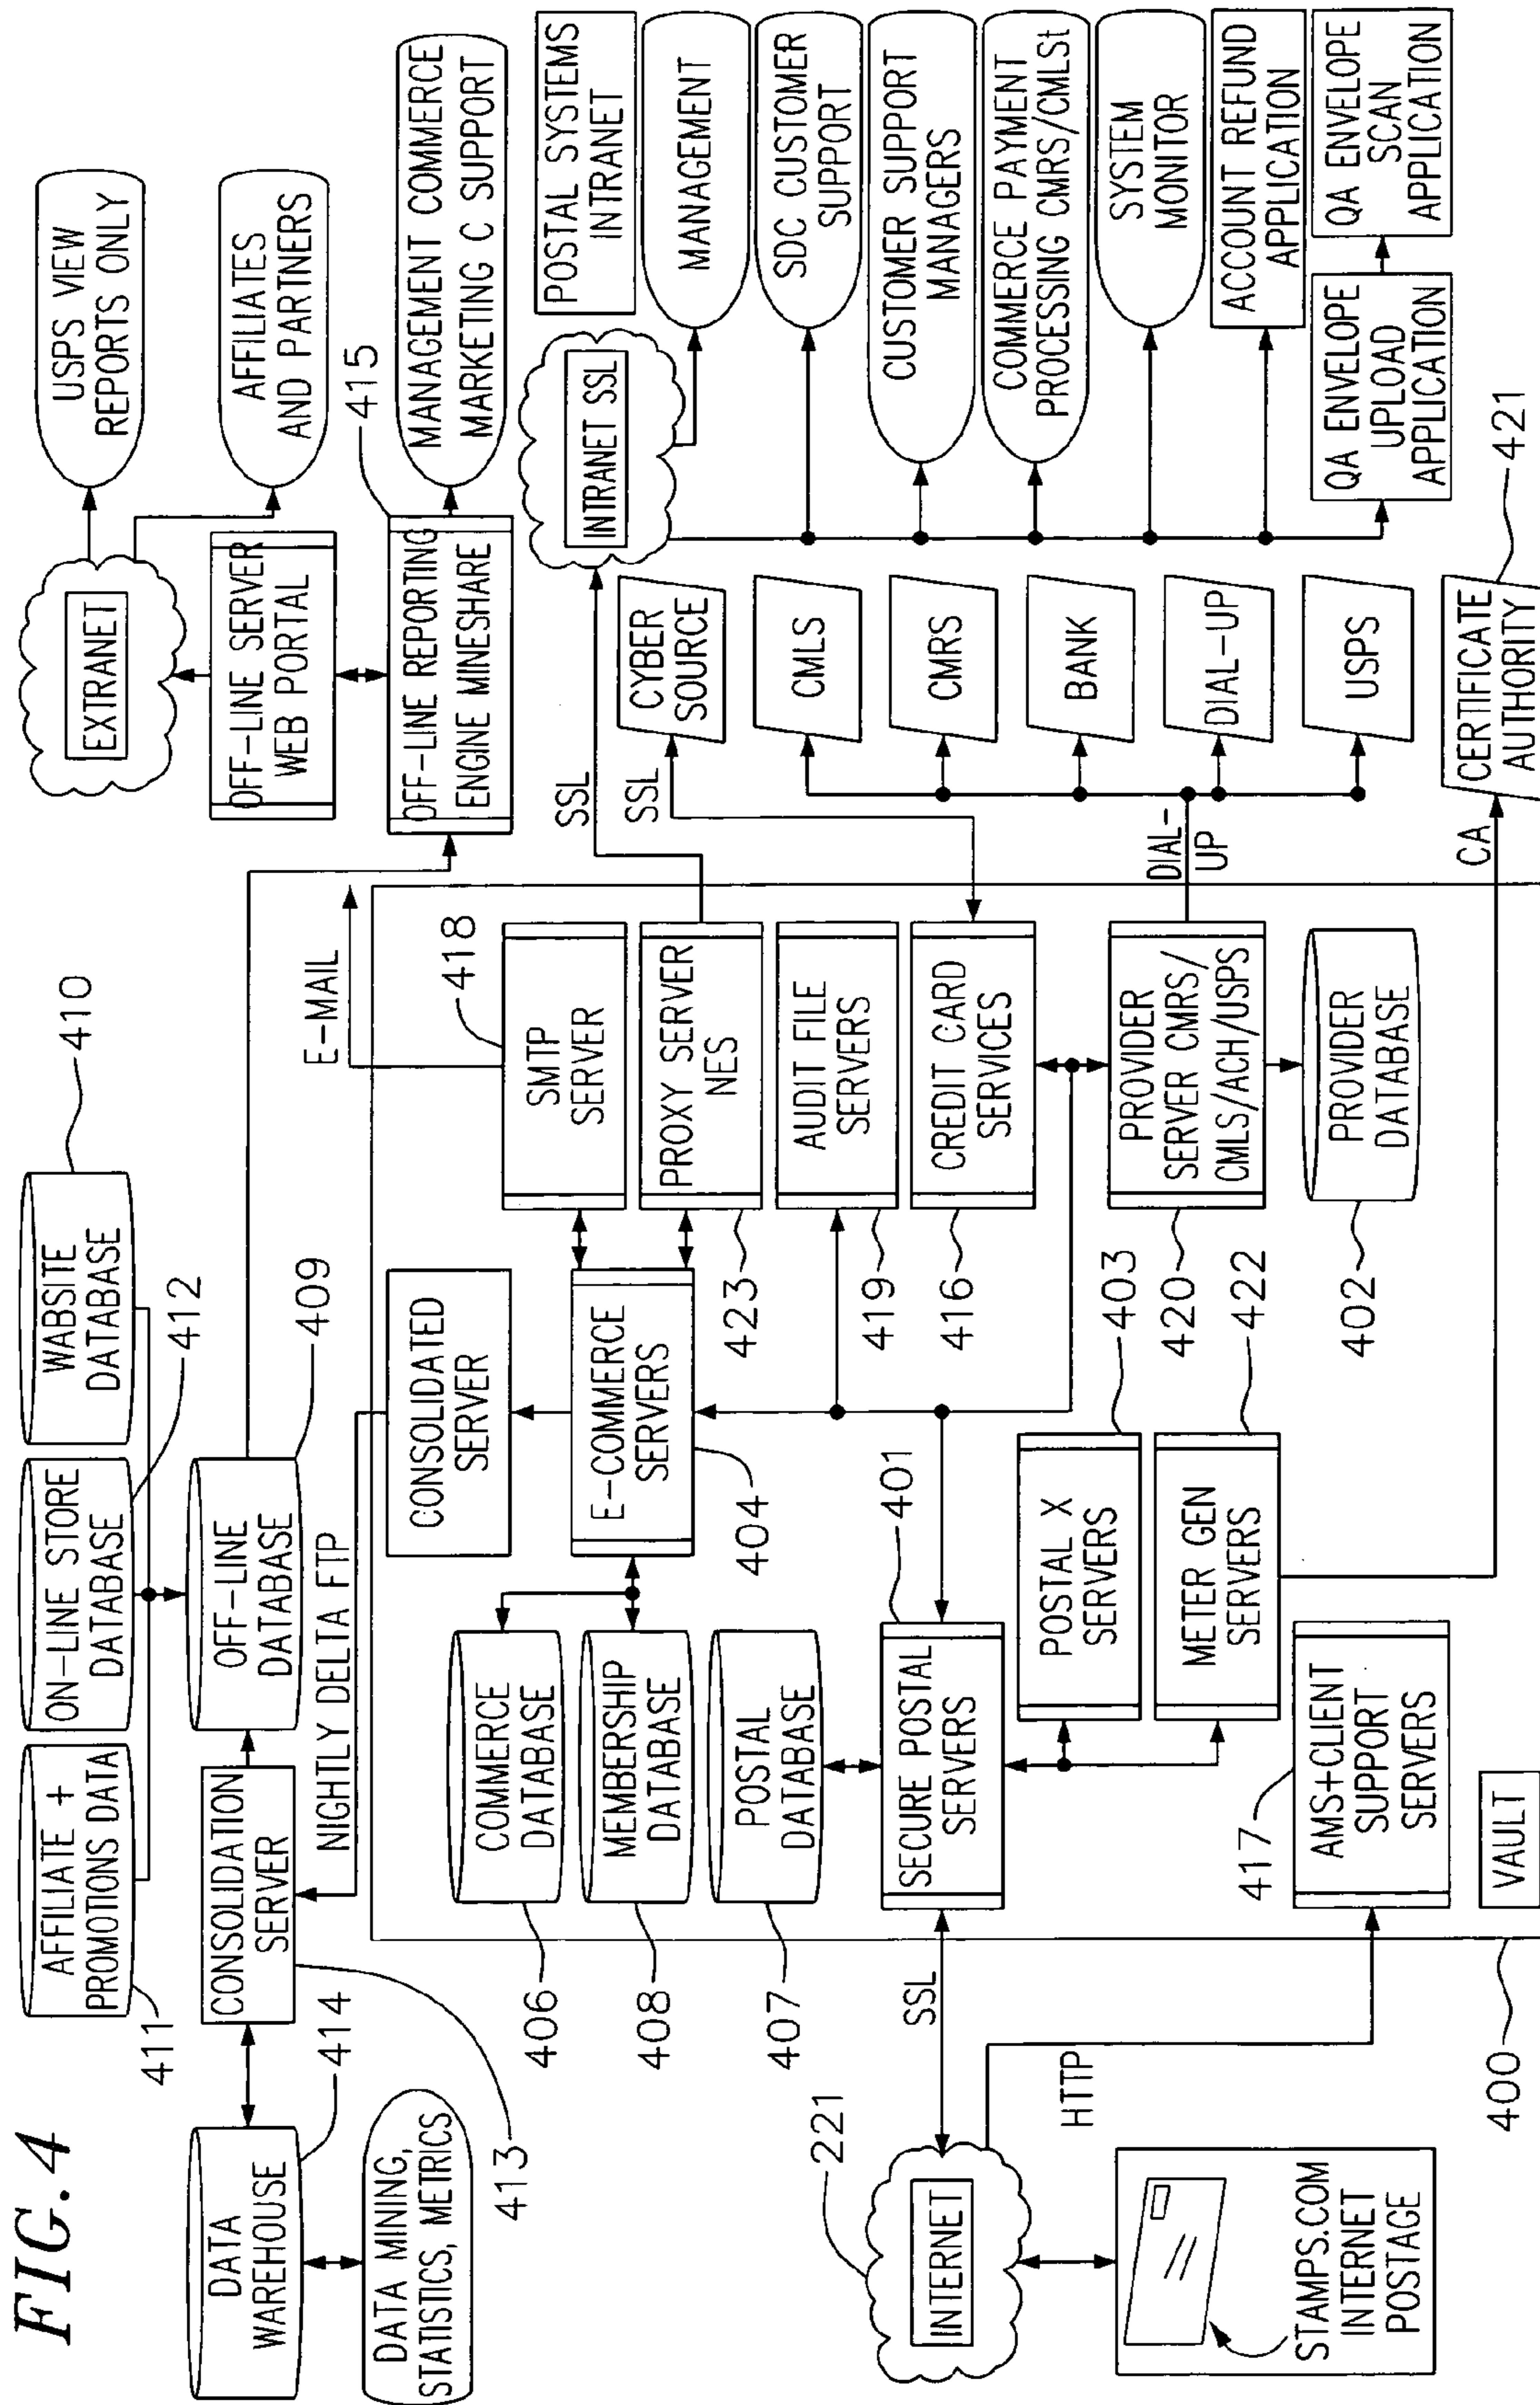 FIG.4
AFFILIATE +
PROMOTIONS DATA
411
ON-LINE STORE
DATABASE
412
WABSITE
DATABASE
410
USPS VIEW
REPORTS ONLY
EXTRANET
AFFILIATES
AND PARTNERS
DATA
WAREHOUSE
414
CONSOLIDATION
SERVER
413
OFF-LINE
DATABASE
409
OFF-LINE SERVER
WEB PORTAL
415
DATA MINING,
STATISTICS, METRICS
NIGHTLY DELTA FTP
E-MAIL
OFF-LINE REPORTING
ENGINE MINESHARE
MANAGEMENT COMMERCE
MARKETING C SUPPORT
CONSOLIDATED
SERVER
418
SMTP
SERVER
SSL
INTRANET SSL
POSTAL SYSTEMS
INTRANET
COMMERCE
DATABASE
406
E-COMMERCE
SERVERS
404
PROXY SERVER
NES
423
SSL
CYBER
SOURCE
MANAGEMENT
MEMBERSHIP
DATABASE
408
AUDIT FILE
SERVERS
419
CMLS
SDC CUSTOMER
SUPPORT
POSTAL
DATABASE
407
CREDIT CARD
SERVICES
416
CMRS
CUSTOMER SUPPORT
MANAGERS
221
INTERNET
SSL
SECURE POSTAL
SERVERS
401
BANK
COMMERCE PAYMENT
PROCESSING CMRS/CMLSt
HTTP
POSTAL X
SERVERS
403
PROVIDER
SERVER CMRS/
CMLS/ACH/USPS
420
DIAL-
UP
DIAL-UP
SYSTEM
MONITOR
METER GEN
SERVERS
422
PROVIDER
DATABASE
402
USPS
ACCOUNT REFUND
APPLICATION
STAMPS.COM
INTERNET
POSTAGE
417
AMS+CLIENT
SUPPORT
SERVERS
QA ENVELOPE
UPLOAD
APPLICATION
QA ENVELOPE
SCAN
APPLICATION
400
VAULT
CA
CERTIFICATE
AUTHORITY
421